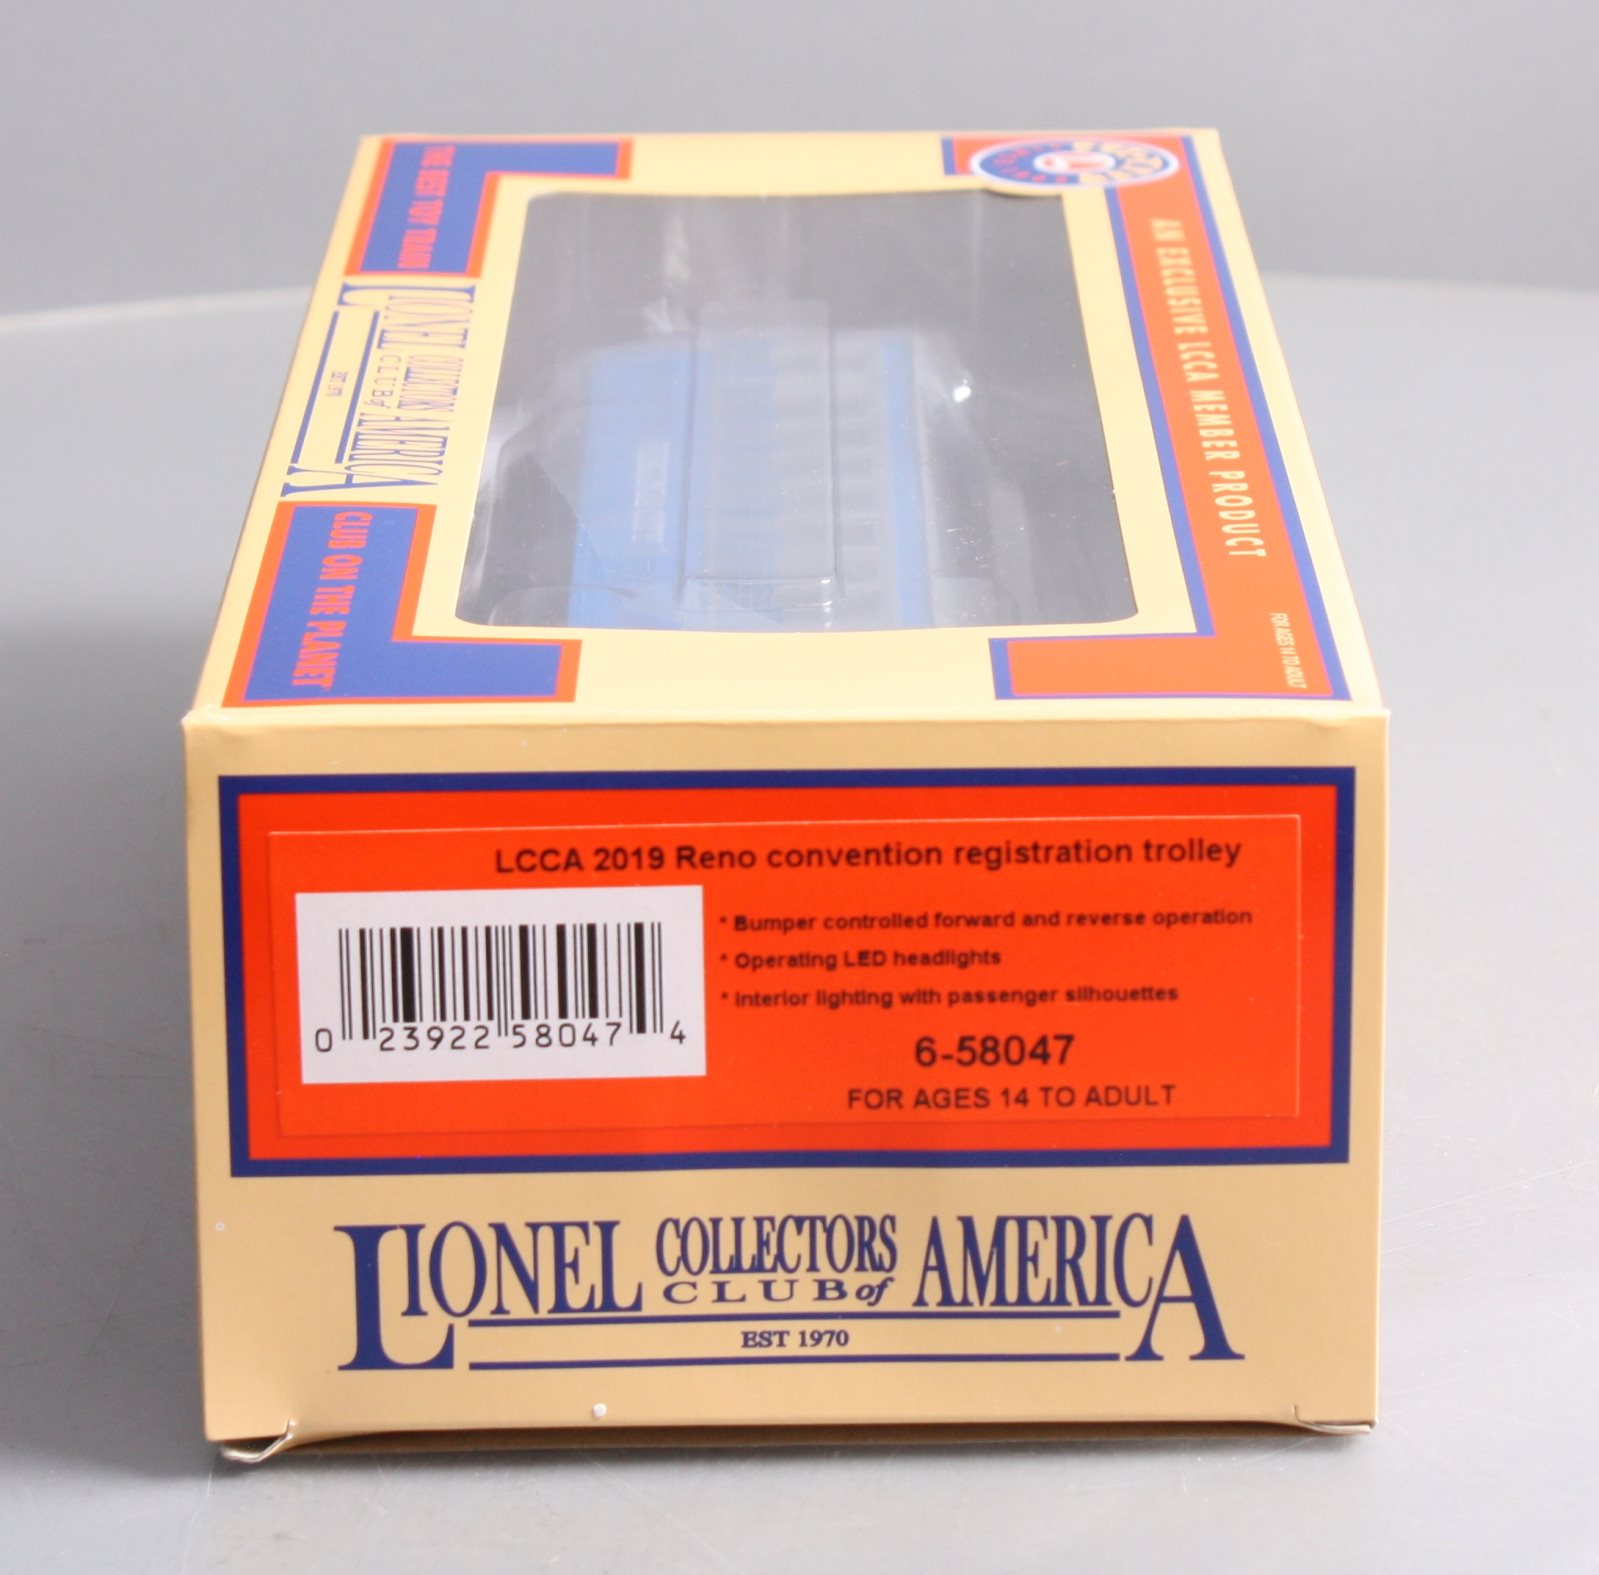 THE BEST TOY TRAIN
LIONEL COLLECTORS CLUB of AMERICA
EST 1970
CLUB ON THE PLANET
LIONEL
AN EXCLUSIVE LCCA MEMBER PRODUCT
FOR AGES 14 TO ADULT
LCCA 2019 Reno convention registration trolley
* Bumper controlled forward and reverse operation
* Operating LED headlights
* Interior lighting with passenger silhouettes
0 23922 58047 4
6-58047
FOR AGES 14 TO ADULT
LIONEL COLLECTORS CLUB of AMERICA
EST 1970